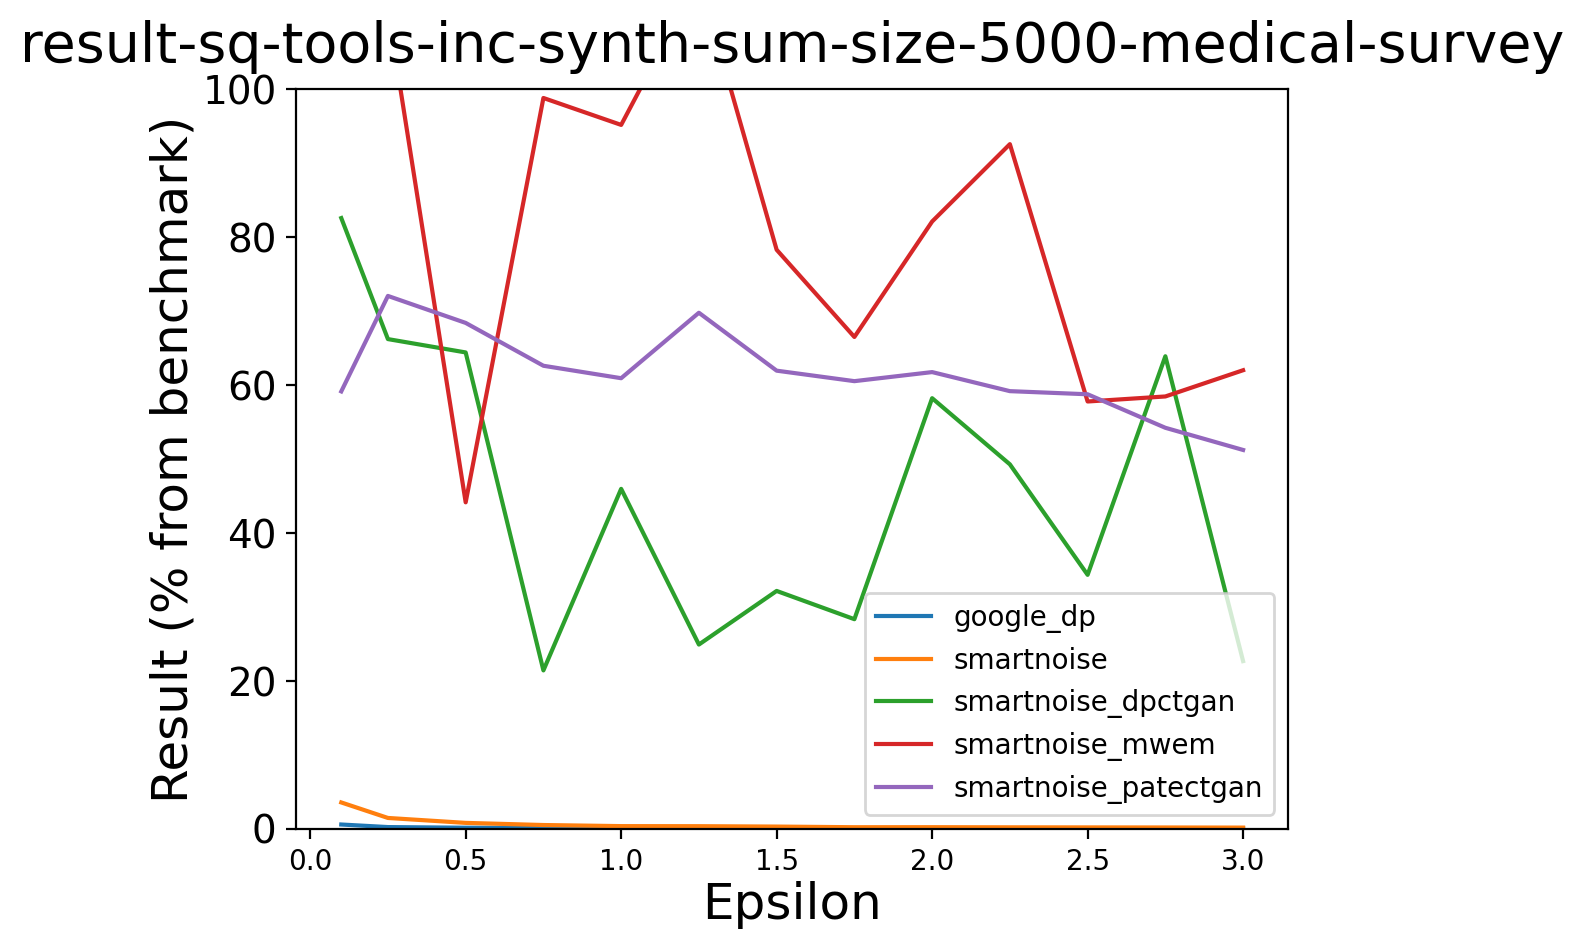 result-sq-tools-inc-synth-sum-size-5000-medical-survey
Result (% from benchmark)
100
80
60
40
20
0
google_dp
smartnoise
smartnoise_dpctgan
smartnoise_mwem
smartnoise_patectgan
0.0 0.5 1.0 1.5 2.0 2.5 3.0
Epsilon